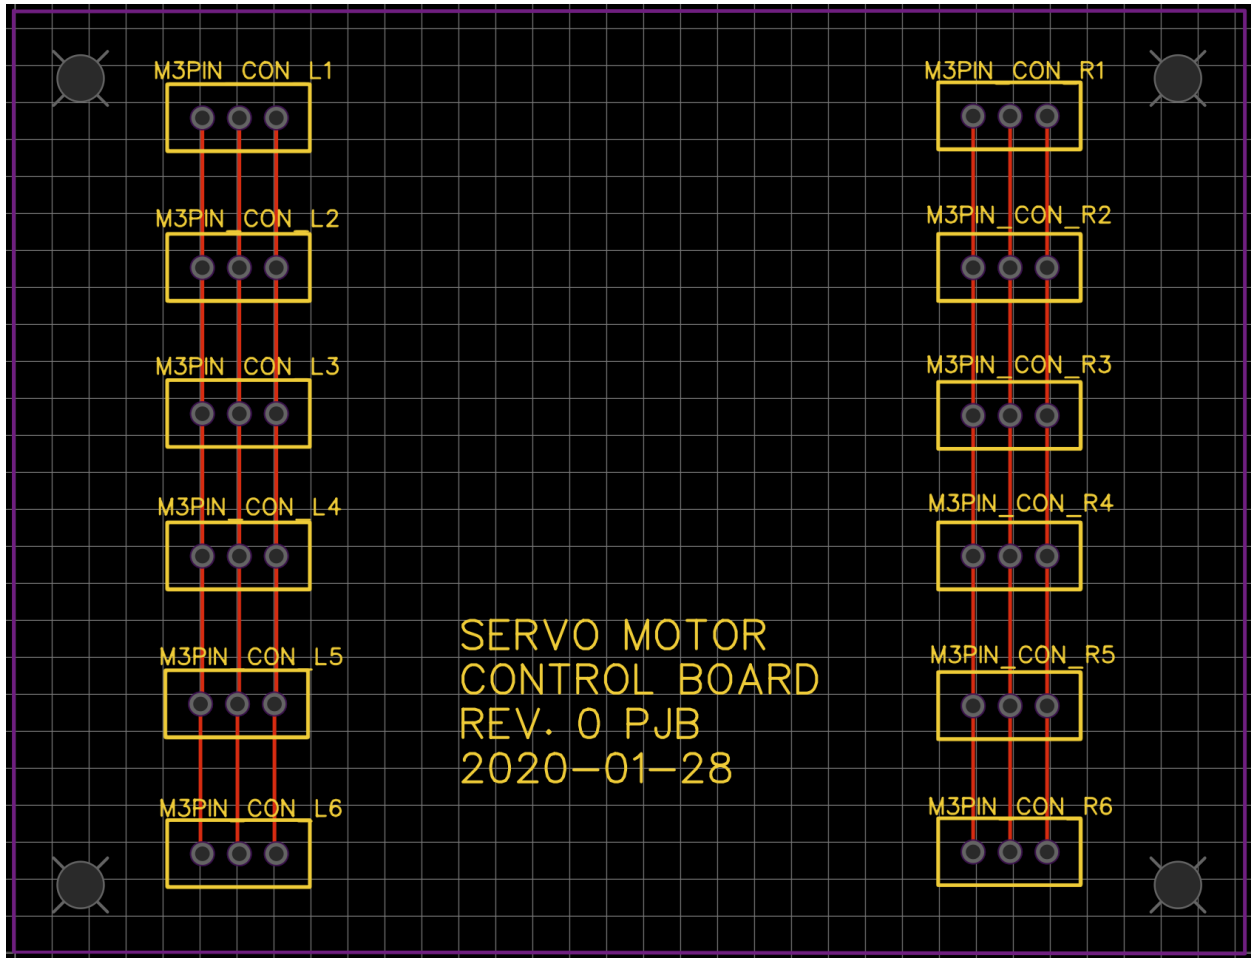 M3PIN_CON_L1
M3PIN_CON_R1
M3PIN_CON_L2
M3PIN_CON_R2
M3PIN_CON_L3
M3PIN_CON_R3
M3PIN_CON_L4
M3PIN_CON_R4
SERVO MOTOR
CONTROL BOARD
REV. 0 PJB
2020-01-28
M3PIN_CON_L5
M3PIN_CON_R5
M3PIN_CON_L6
M3PIN_CON_R6